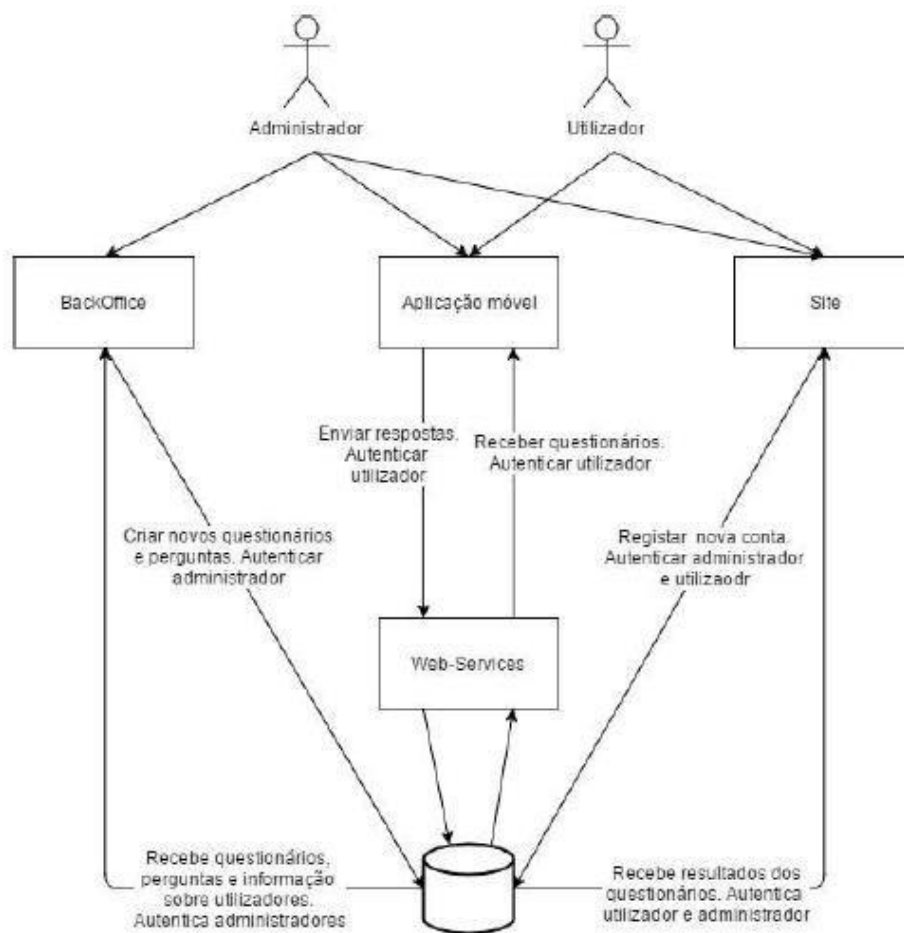 Administrador
Utilizador
BackOffice
Aplicação móvel
Site
Enviar respostas.
Autenticar
utilizador
Receber questionários.
Autenticar utilizador
Criar novos questionários
e perguntas. Autenticar
administrador
Registar nova conta.
Autenticar administrador
e utilizaodr
Web-Services
Recebe questionários,
perguntas e informação
sobre utilizadores.
Autentica administradores
Recebe resultados dos
questionários. Autentica
utilizador e administrador